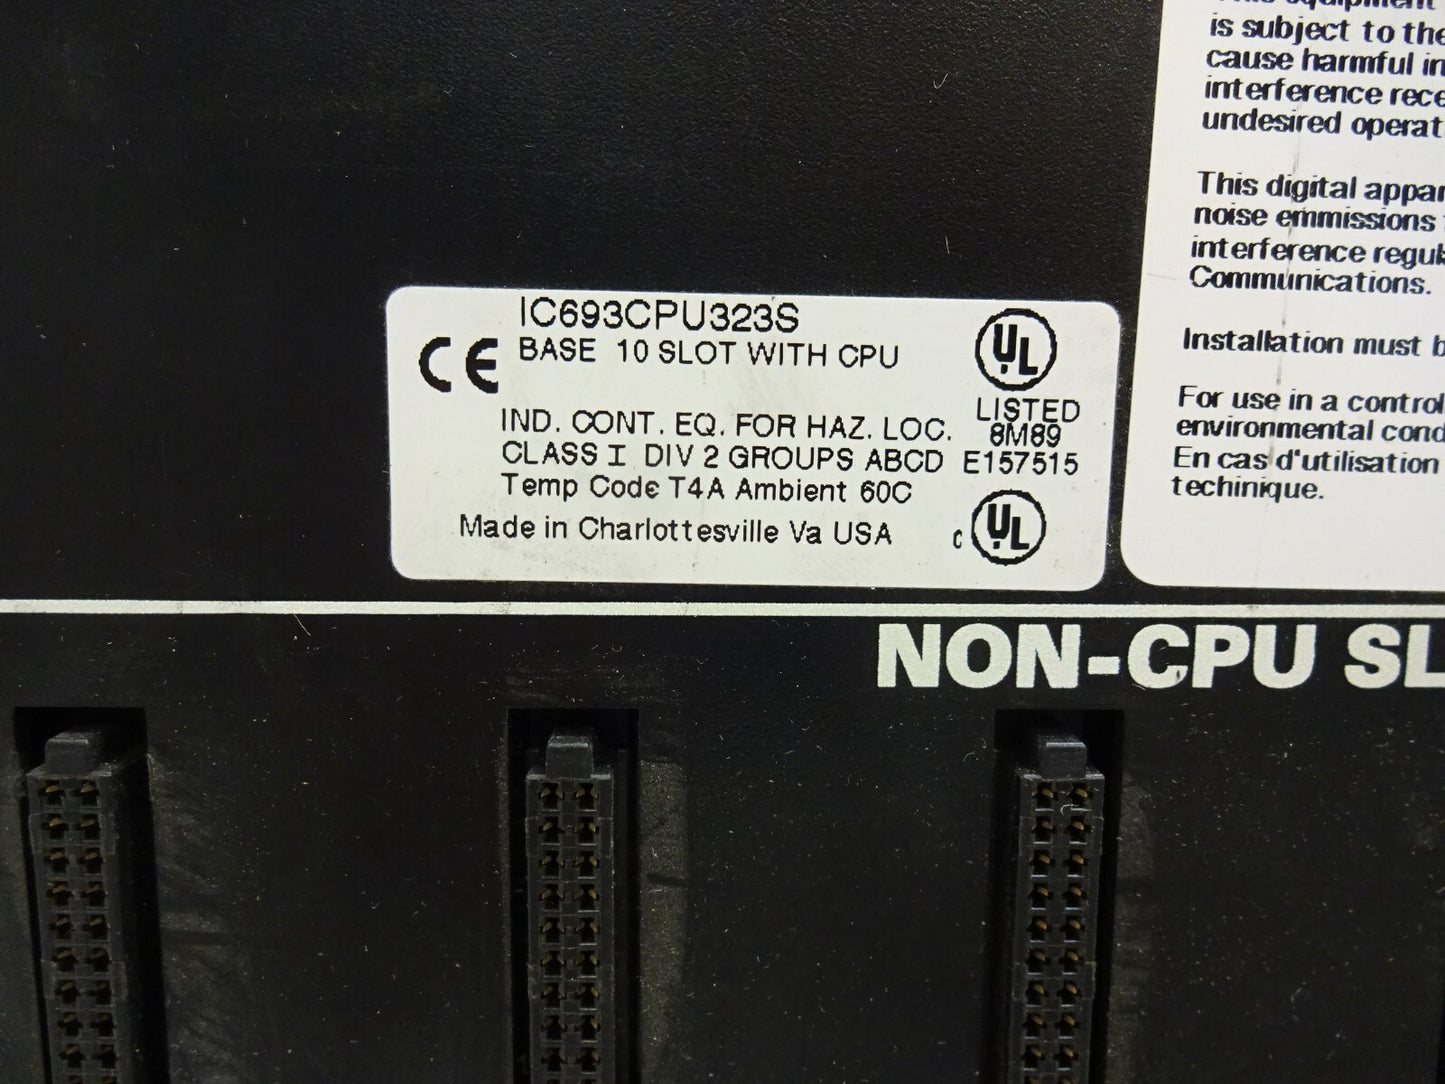 IC693CPU323S
CE
BASE 10 SLOT WITH CPU
UL
LISTED
IND. CONT. EQ. FOR HAZ. LOC.
8M89
CLASS I DIV 2 GROUPS ABCD E157515
Temp Code T4A Ambient 60C
Made in Charlottesville Va USA
C UL
This equipment
is subject to the
cause harmful in
interference rece
undesired operat
This digital appar
noise emmissions
interference regul
Communications.
Installation must b
For use in a control
environmental cond
En cas d'utilisation
techinique.
NON-CPU SL